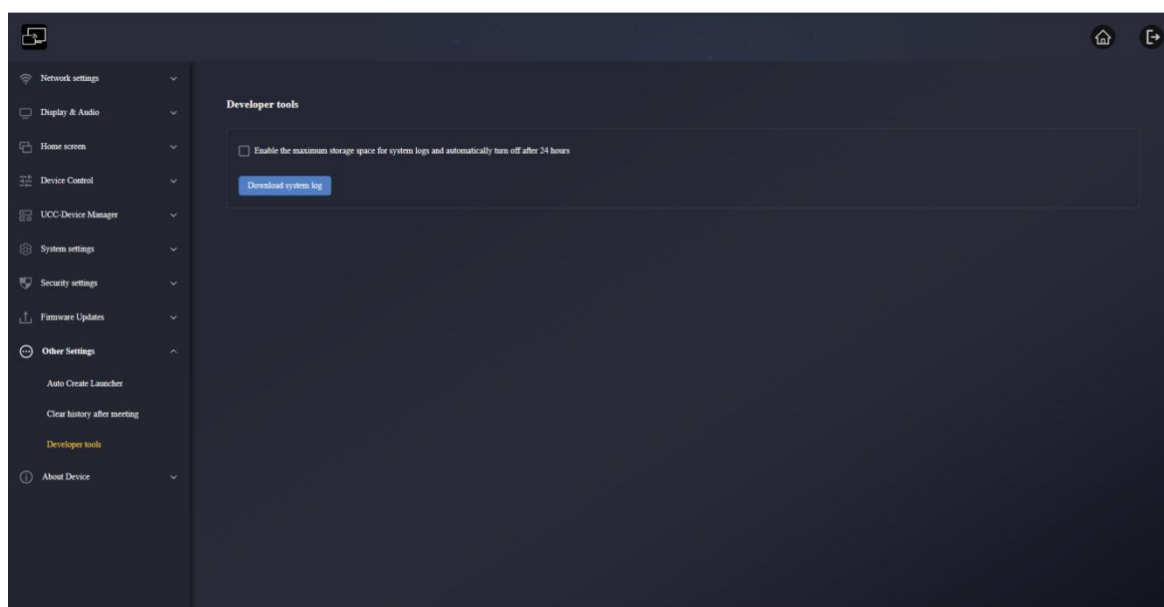 Network settings
Display & Audio
Home screen
Device Control
UCC-Device Manager
System settings
Security settings
Firmware Updates
Other Settings
Auto Create Launcher
Clear history after meeting
Developer tools
About Device
Developer tools
Enable the maximum storage space for system logs and automatically turn off after 24 hours
Download system log